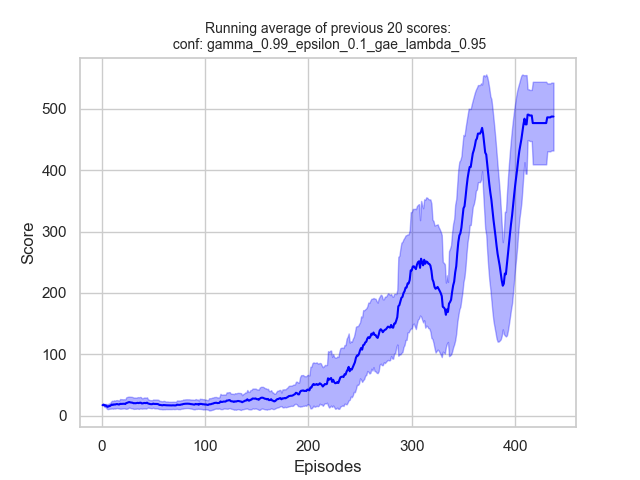 Running average of previous 20 scores:
conf: gamma_0.99_epsilon_0.1_gae_lambda_0.95
500
400
300
200
100
0
Score
0 100 200 300 400
Episodes